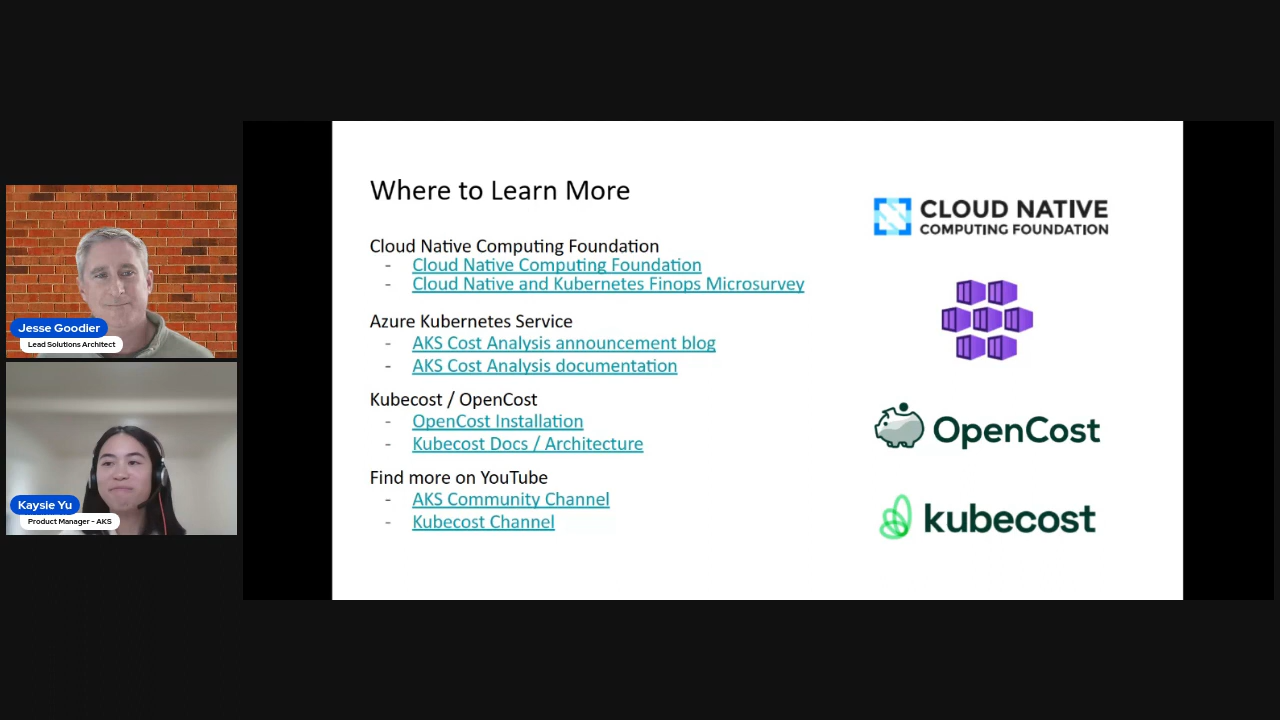 Jesse Goodier
Lead Solutions Architect
Kaysie Yu
Product Manager - AKS
Where to Learn More
Cloud Native Computing Foundation
- Cloud Native Computing Foundation
- Cloud Native and Kubernetes Finops Microsurvey
Azure Kubernetes Service
- AKS Cost Analysis announcement blog
- AKS Cost Analysis documentation
Kubecost / OpenCost
- OpenCost Installation
- Kubecost Docs / Architecture
Find more on YouTube
- AKS Community Channel
- Kubecost Channel
CLOUD NATIVE
COMPUTING FOUNDATION
OpenCost
kubecost